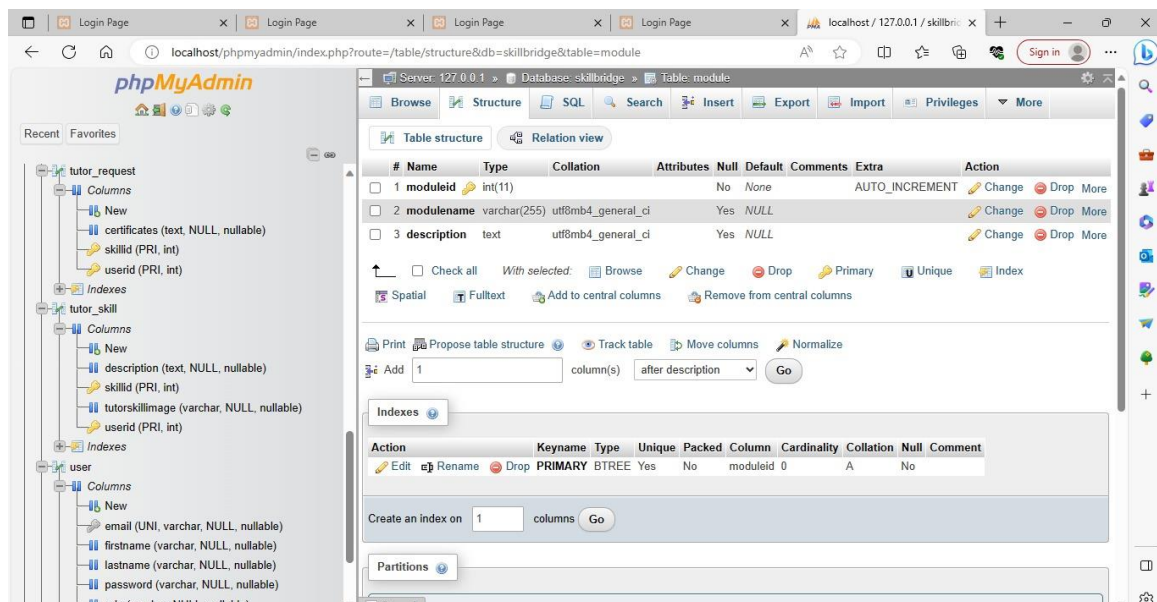 Login Page
Login Page
Login Page
Login Page
localhost / 127.0.0.1 / skillbric
localhost/phpmyadmin/index.php?route=/table/structure&db=skillbridge&table=module
Sign in
phpMyAdmin
Recent Favorites
tutor_request
Columns
New
certificates (text, NULL, nullable)
skillid (PRI, int)
userid (PRI, int)
Indexes
tutor_skill
Columns
New
description (text, NULL, nullable)
skillid (PRI, int)
tutorskillimage (varchar, NULL, nullable)
userid (PRI, int)
Indexes
user
Columns
New
email (UNI, varchar, NULL, nullable)
firstname (varchar, NULL, nullable)
lastname (varchar, NULL, nullable)
password (varchar, NULL, nullable)
Server: 127.0.0.1 » Database: skillbridge » Table: module
Browse Structure SQL Search Insert Export Import Privileges More
Table structure Relation view
# Name Type Collation Attributes Null Default Comments Extra Action
1 moduleid int(11) No None AUTO_INCREMENT Change Drop More
2 modulename varchar(255) utf8mb4_general_ci Yes NULL Change Drop More
3 description text utf8mb4_general_ci Yes NULL Change Drop More
Check all With selected: Browse Change Drop Primary Unique Index
Spatial Fulltext Add to central columns Remove from central columns
Print Propose table structure Track table Move columns Normalize
Add 1 column(s) after description Go
Indexes
Action Keyname Type Unique Packed Column Cardinality Collation Null Comment
Edit Rename Drop PRIMARY BTREE Yes No moduleid 0 A No
Create an index on 1 columns Go
Partitions